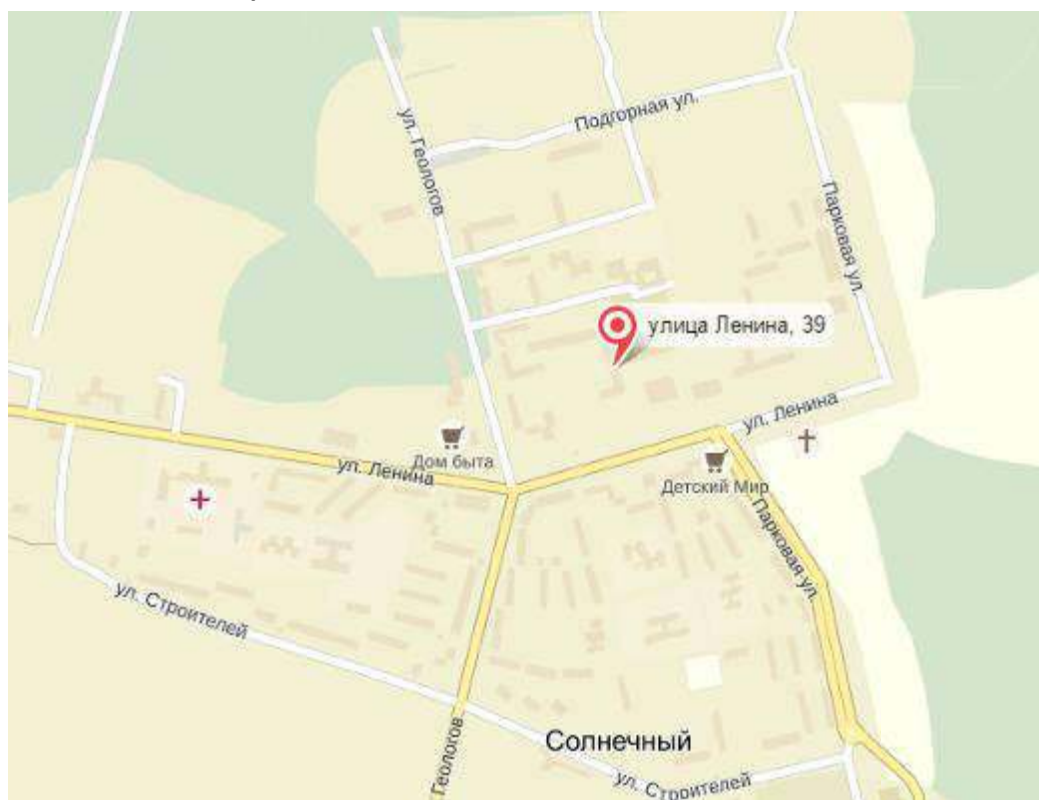 Подгорная ул.
ул. Геологов
Парковая ул.
улица Ленина, 39
ул. Ленина
Дом быта
ул. Ленина
Детский Мир
Парковая ул.
ул. Строителей
Солнечный
Геологов
ул. Строителей